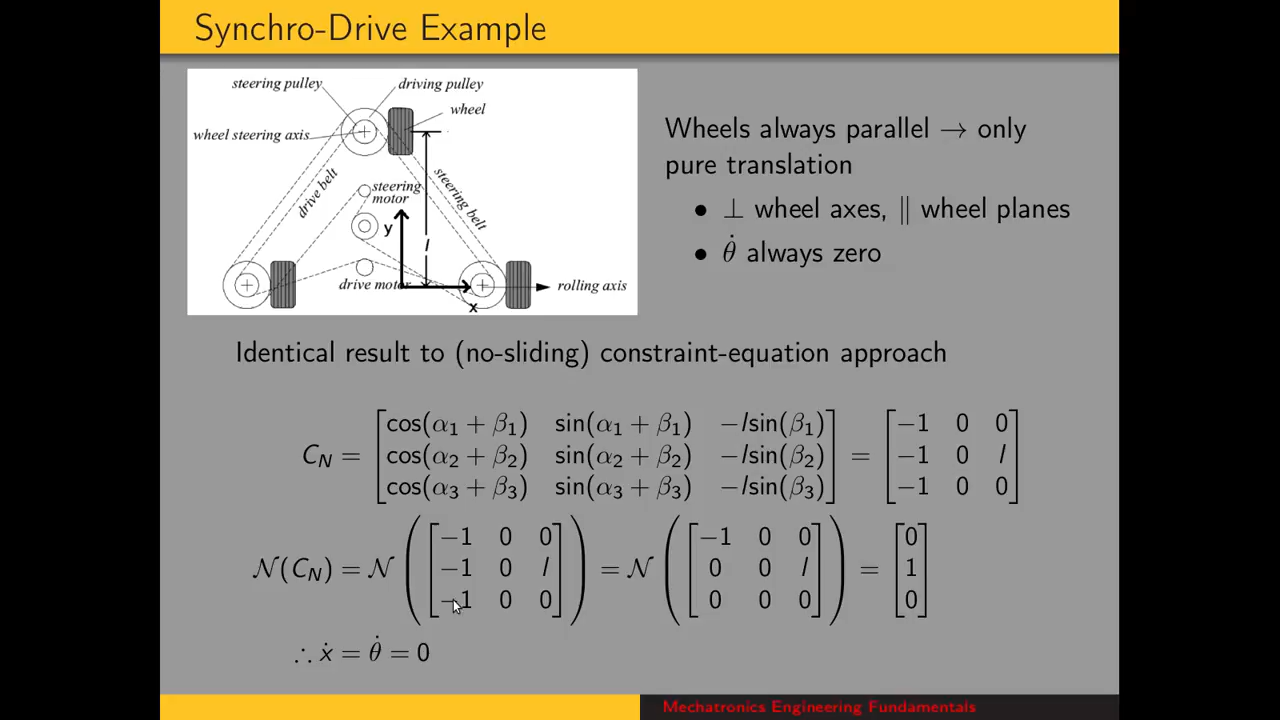 Synchro-Drive Example
steering pulley
driving pulley
wheel
wheel steering axis
drive belt
steering
motor
steering belt
y
l
drive motor
x
rolling axis
Wheels always parallel → only
pure translation
• ⊥ wheel axes, ∥ wheel planes
• θ̇ always zero
Identical result to (no-sliding) constraint-equation approach
C_N = [cos(α₁ + β₁) sin(α₁ + β₁) −lsin(β₁); cos(α₂ + β₂) sin(α₂ + β₂) −lsin(β₂); cos(α₃ + β₃) sin(α₃ + β₃) −lsin(β₃)] = [−1 0 0; −1 0 l; −1 0 0]
𝒩(C_N) = 𝒩([−1 0 0; −1 0 l; −1 0 0]) = 𝒩([−1 0 0; 0 0 l; 0 0 0]) = [0; 1; 0]
∴ ẋ = θ̇ = 0
Mechatronics Engineering Fundamentals